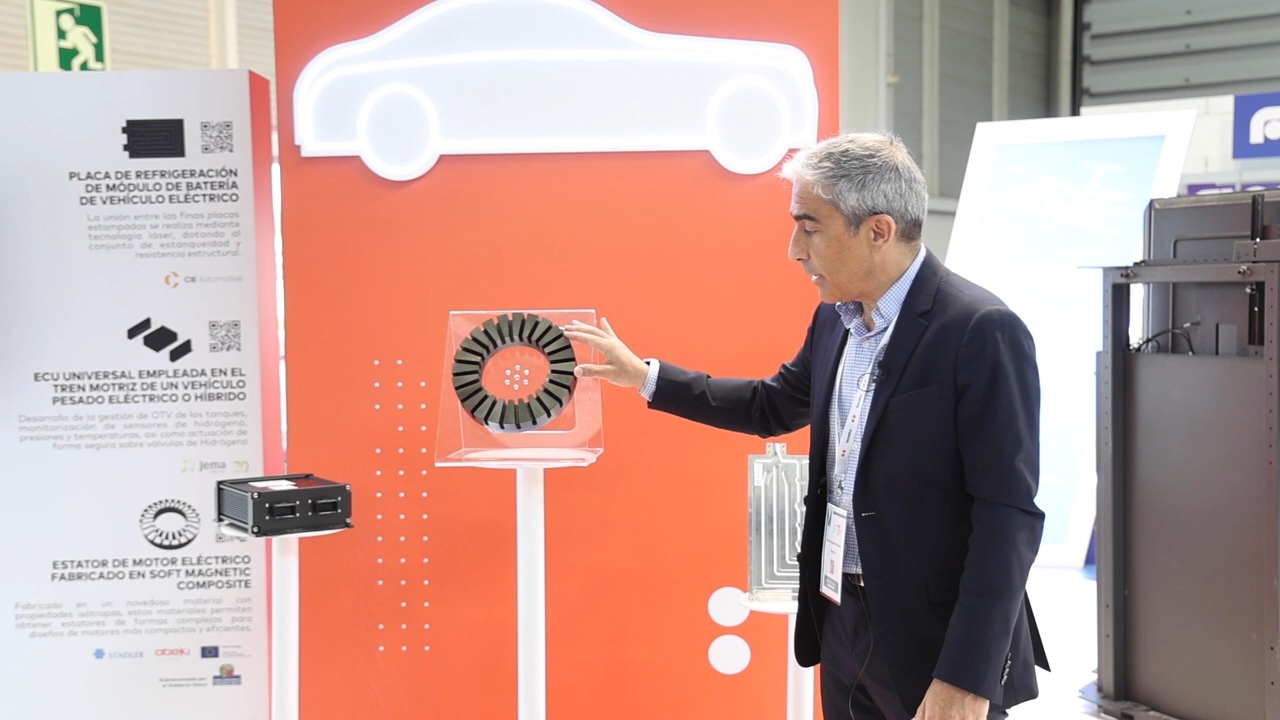 PLACA DE REFRIGERACIÓN
DE MÓDULO DE BATERÍA
DE VEHÍCULO ELÉCTRICO
La unión entre las finas placas
estampadas se realiza mediante
tecnología láser, dotando al
conjunto de estanqueidad y
resistencia estructural.
CIE Automotive
ECU UNIVERSAL EMPLEADA EN EL
TREN MOTRIZ DE UN VEHÍCULO
PESADO ELÉCTRICO O HÍBRIDO
Desarrollo de la gestión de OTV de los tanques,
monitorización de sensores de hidrógeno,
presiones y temperaturas, así como actuación de
forma segura sobre válvulas de Hidrógeno
jema
ESTATOR DE MOTOR ELÉCTRICO
FABRICADO EN SOFT MAGNETIC
COMPOSITE
Fabricado en un novedoso material con
propiedades isótropas, estos materiales permiten
obtener estatores de formas complejas para
diseños de motores más compactos y eficientes.
STADLER
Subvencionado por
el Gobierno Vasco